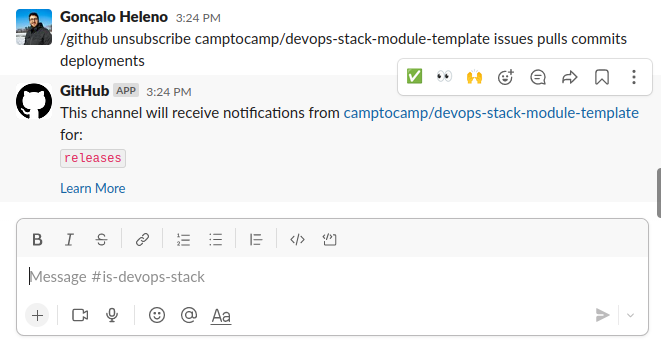 Gonçalo Heleno 3:24 PM
/github unsubscribe camptocamp/devops-stack-module-template issues pulls commits
deployments
GitHub APP 3:24 PM
This channel will receive notifications from camptocamp/devops-stack-module-template
for:
releases
Learn More
Message #is-devops-stack
Aa